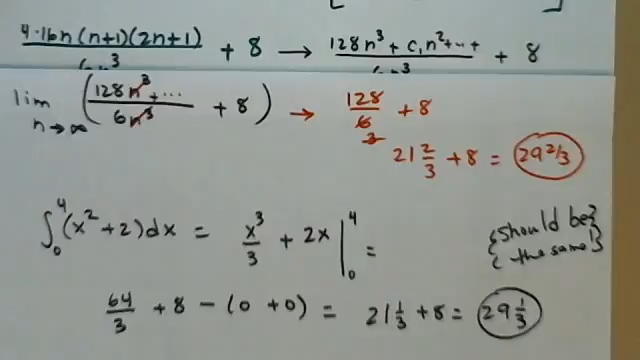 4·16n(n+1)(2n+1) / 6n³ + 8 → 128n³ + c₁n² + ··· + / 6n³ + 8
lim n→∞ (128n³ + ··· / 6n³ + 8) → 128/6 + 8
3
21 2/3 + 8 = 29 2/3
∫₀⁴ (x² + 2) dx = x³/3 + 2x |₀⁴ =
{should be}
{the same!}
64/3 + 8 − (0 + 0) = 21 1/3 + 8 = 29 1/3